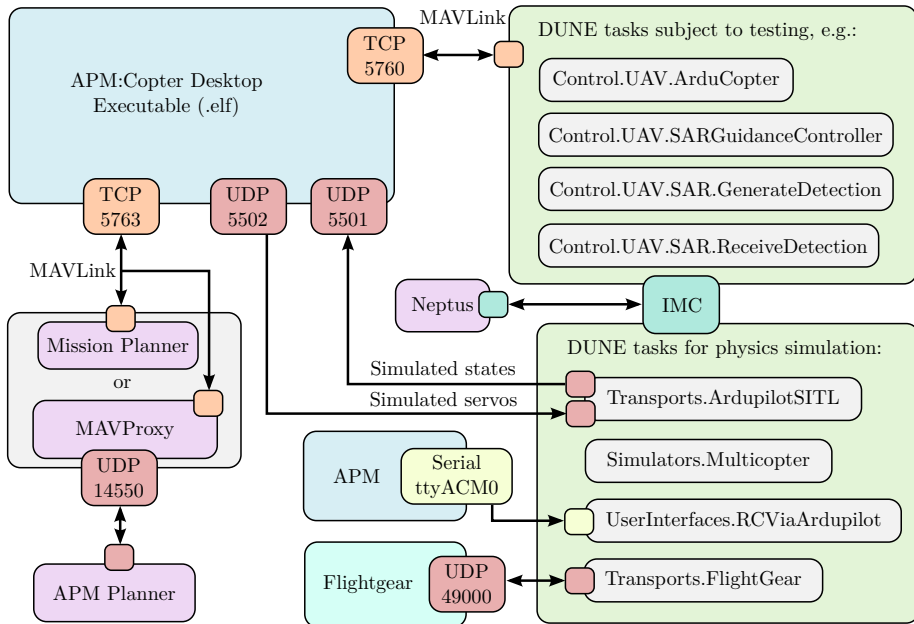 MAVLink
TCP
5760
APM:Copter Desktop
Executable (.elf)
DUNE tasks subject to testing, e.g.:
Control.UAV.ArduCopter
Control.UAV.SARGuidanceController
Control.UAV.SAR.GenerateDetection
Control.UAV.SAR.ReceiveDetection
TCP
5763
UDP
5502
UDP
5501
MAVLink
Neptus
IMC
Mission Planner
or
MAVProxy
UDP
14550
APM Planner
DUNE tasks for physics simulation:
Simulated states
Simulated servos
Transports.ArdupilotSITL
Simulators.Multicopter
APM
Serial
ttyACM0
UserInterfaces.RCViaArdupilot
Flightgear
UDP
49000
Transports.FlightGear